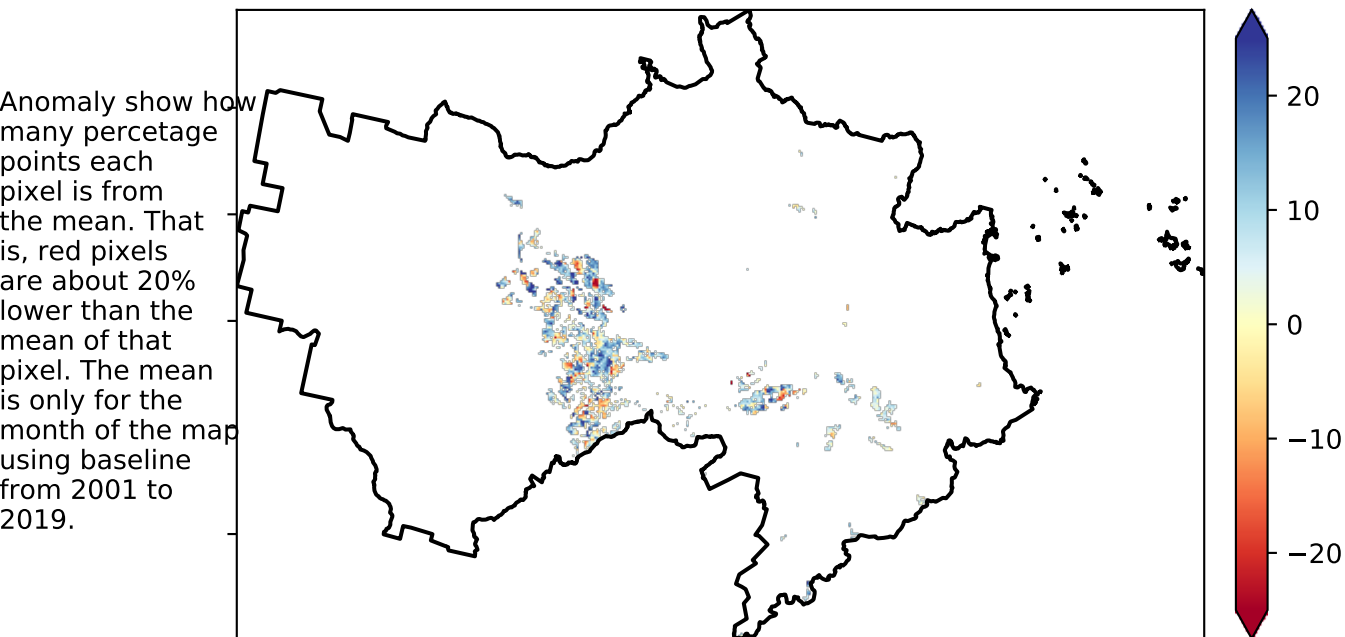 Anomaly show how
many percetage
points each
pixel is from
the mean. That
is, red pixels
are about 20%
lower than the
mean of that
pixel. The mean
is only for the
month of the map
using baseline
from 2001 to
2019.
20
10
0
−10
−20